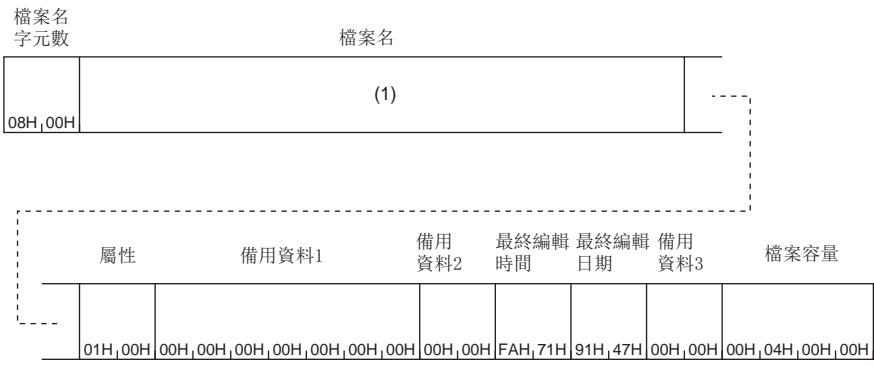 檔案名
字元數
檔案名
(1)
08H 00H
屬性
備用資料1
備用
資料2
最終編輯
時間
最終編輯
日期
備用
資料3
檔案容量
01H 00H 00H 00H 00H 00H 00H 00H 00H 00H 00H FAH 71H 91H 47H 00H 00H 00H 04H 00H 00H